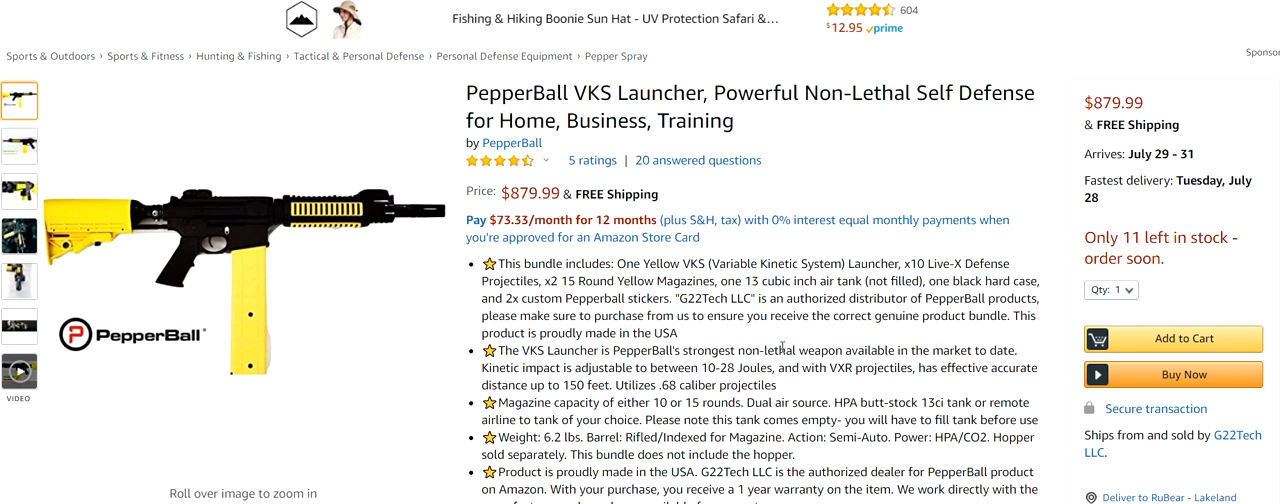 Fishing & Hiking Boonie Sun Hat - UV Protection Safari &...
604
$12.95 prime
Sports & Outdoors › Sports & Fitness › Hunting & Fishing › Tactical & Personal Defense › Personal Defense Equipment › Pepper Spray
Sponsor
PepperBall VKS Launcher, Powerful Non-Lethal Self Defense
for Home, Business, Training
by PepperBall
5 ratings | 20 answered questions
Price: $879.99 & FREE Shipping
Pay $73.33/month for 12 months (plus S&H, tax) with 0% interest equal monthly payments when
you're approved for an Amazon Store Card
This bundle includes: One Yellow VKS (Variable Kinetic System) Launcher, x10 Live-X Defense
Projectiles, x2 15 Round Yellow Magazines, one 13 cubic inch air tank (not filled), one black hard case,
and 2x custom Pepperball stickers. "G22Tech LLC" is an authorized distributor of PepperBall products,
please make sure to purchase from us to ensure you receive the correct genuine product bundle. This
product is proudly made in the USA
The VKS Launcher is PepperBall's strongest non-lethal weapon available in the market to date.
Kinetic impact is adjustable to between 10-28 Joules, and with VXR projectiles, has effective accurate
distance up to 150 feet. Utilizes .68 caliber projectiles
Magazine capacity of either 10 or 15 rounds. Dual air source. HPA butt-stock 13ci tank or remote
airline to tank of your choice. Please note this tank comes empty- you will have to fill tank before use
Weight: 6.2 lbs. Barrel: Rifled/Indexed for Magazine. Action: Semi-Auto. Power: HPA/CO2. Hopper
sold separately. This bundle does not include the hopper.
Product is proudly made in the USA. G22Tech LLC is the authorized dealer for PepperBall product
on Amazon. With your purchase, you receive a 1 year warranty on the item. We work directly with the
PepperBall
VIDEO
Roll over image to zoom in
$879.99
& FREE Shipping
Arrives: July 29 - 31
Fastest delivery: Tuesday, July
28
Only 11 left in stock -
order soon.
Qty: 1
Add to Cart
Buy Now
Secure transaction
Ships from and sold by G22Tech
LLC.
Deliver to RuBear - Lakeland